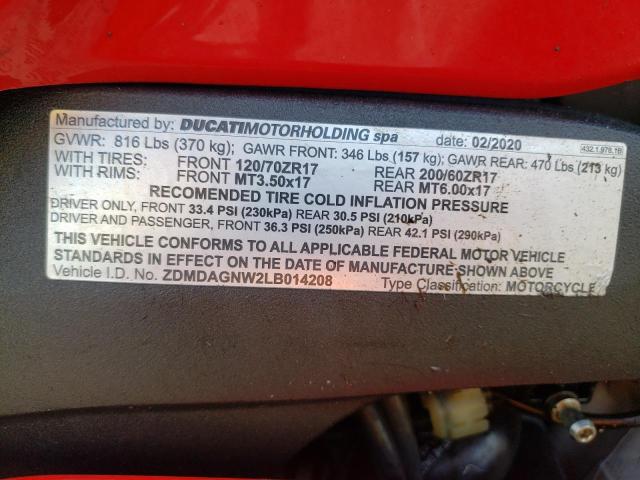 Manufactured by: DUCATIMOTORHOLDING spa date: 02/2020 432.1.978.1B
GVWR: 816 Lbs (370 kg); GAWR FRONT: 346 Lbs (157 kg); GAWR REAR: 470 Lbs (213 kg)
WITH TIRES: FRONT 120/70ZR17 REAR 200/60ZR17
WITH RIMS: FRONT MT3.50x17 REAR MT6.00x17
RECOMENDED TIRE COLD INFLATION PRESSURE
DRIVER ONLY, FRONT 33.4 PSI (230kPa) REAR 30.5 PSI (210kPa)
DRIVER AND PASSENGER, FRONT 36.3 PSI (250kPa) REAR 42.1 PSI (290kPa)
THIS VEHICLE CONFORMS TO ALL APPLICABLE FEDERAL MOTOR VEHICLE
STANDARDS IN EFFECT ON THE DATE OF MANUFACTURE SHOWN ABOVE
Vehicle I.D. No. ZDMDAGNW2LB014208 Type Classification: MOTORCYCLE